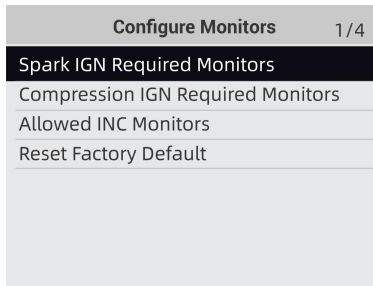 Configure Monitors 1/4
Spark IGN Required Monitors
Compression IGN Required Monitors
Allowed INC Monitors
Reset Factory Default